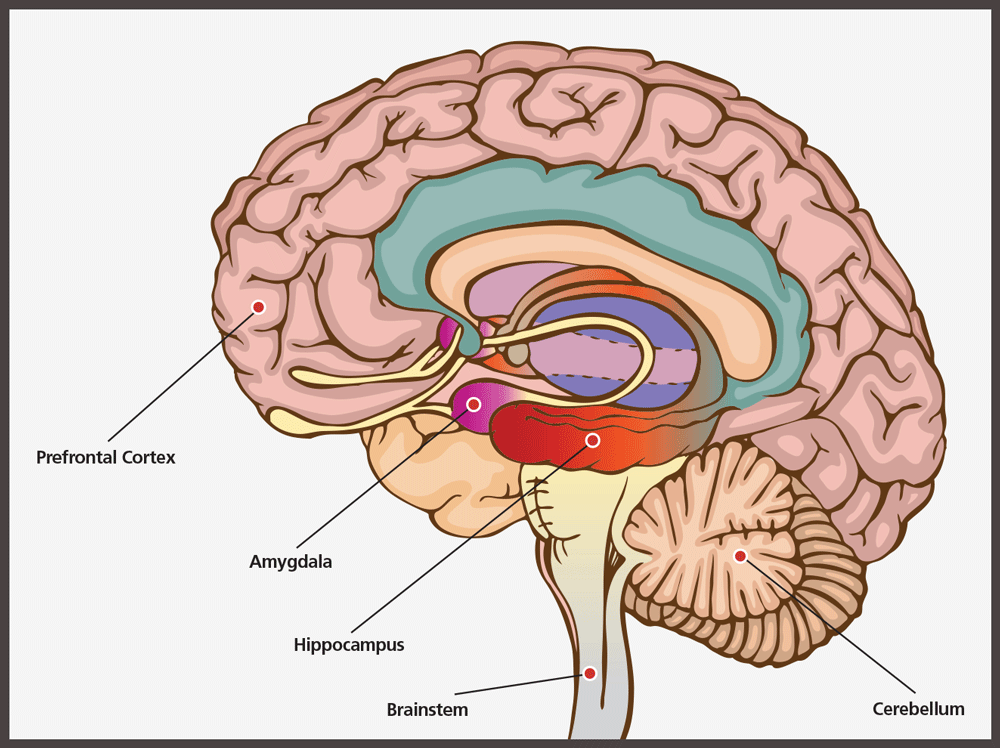 Prefrontal Cortex
Amygdala
Hippocampus
Brainstem
Cerebellum